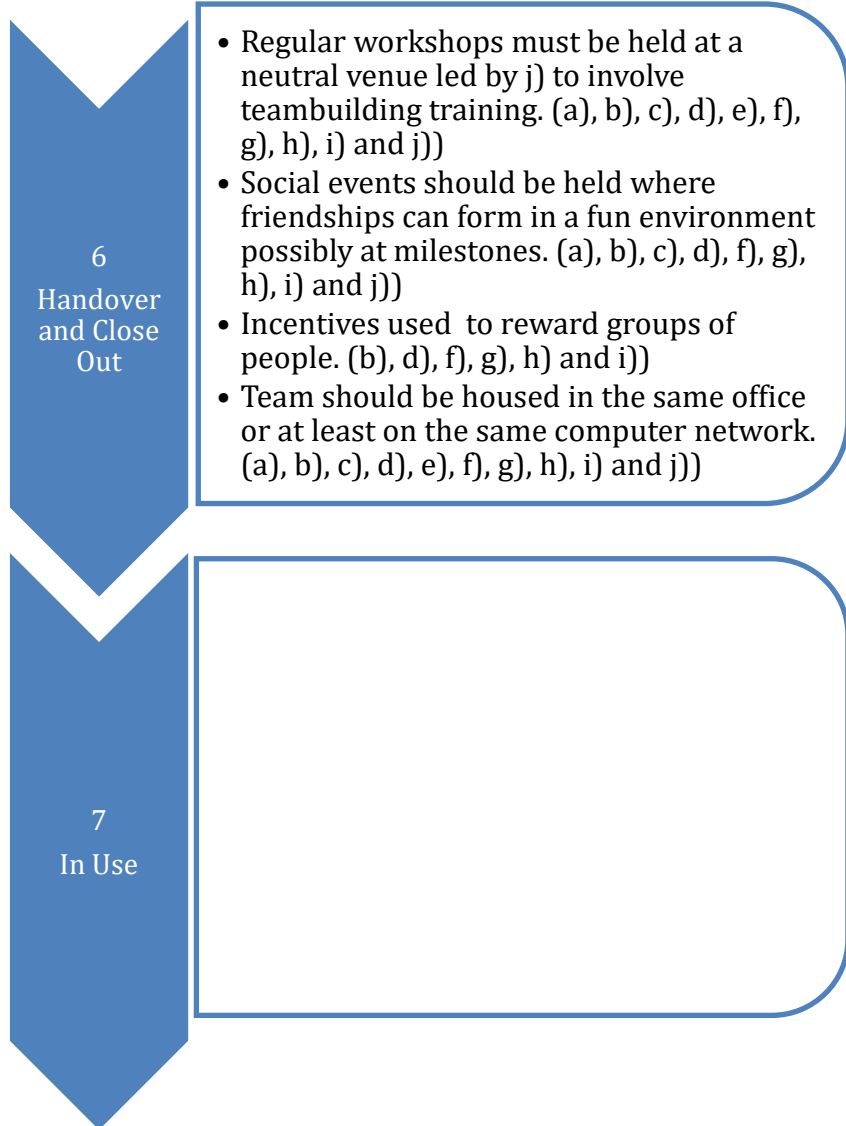 6
Handover
and Close
Out
• Regular workshops must be held at a
neutral venue led by j) to involve
teambuilding training. (a), b), c), d), e), f),
g), h), i) and j))
• Social events should be held where
friendships can form in a fun environment
possibly at milestones. (a), b), c), d), f), g),
h), i) and j))
• Incentives used  to reward groups of
people. (b), d), f), g), h) and i))
• Team should be housed in the same office
or at least on the same computer network.
(a), b), c), d), e), f), g), h), i) and j))
7
In Use